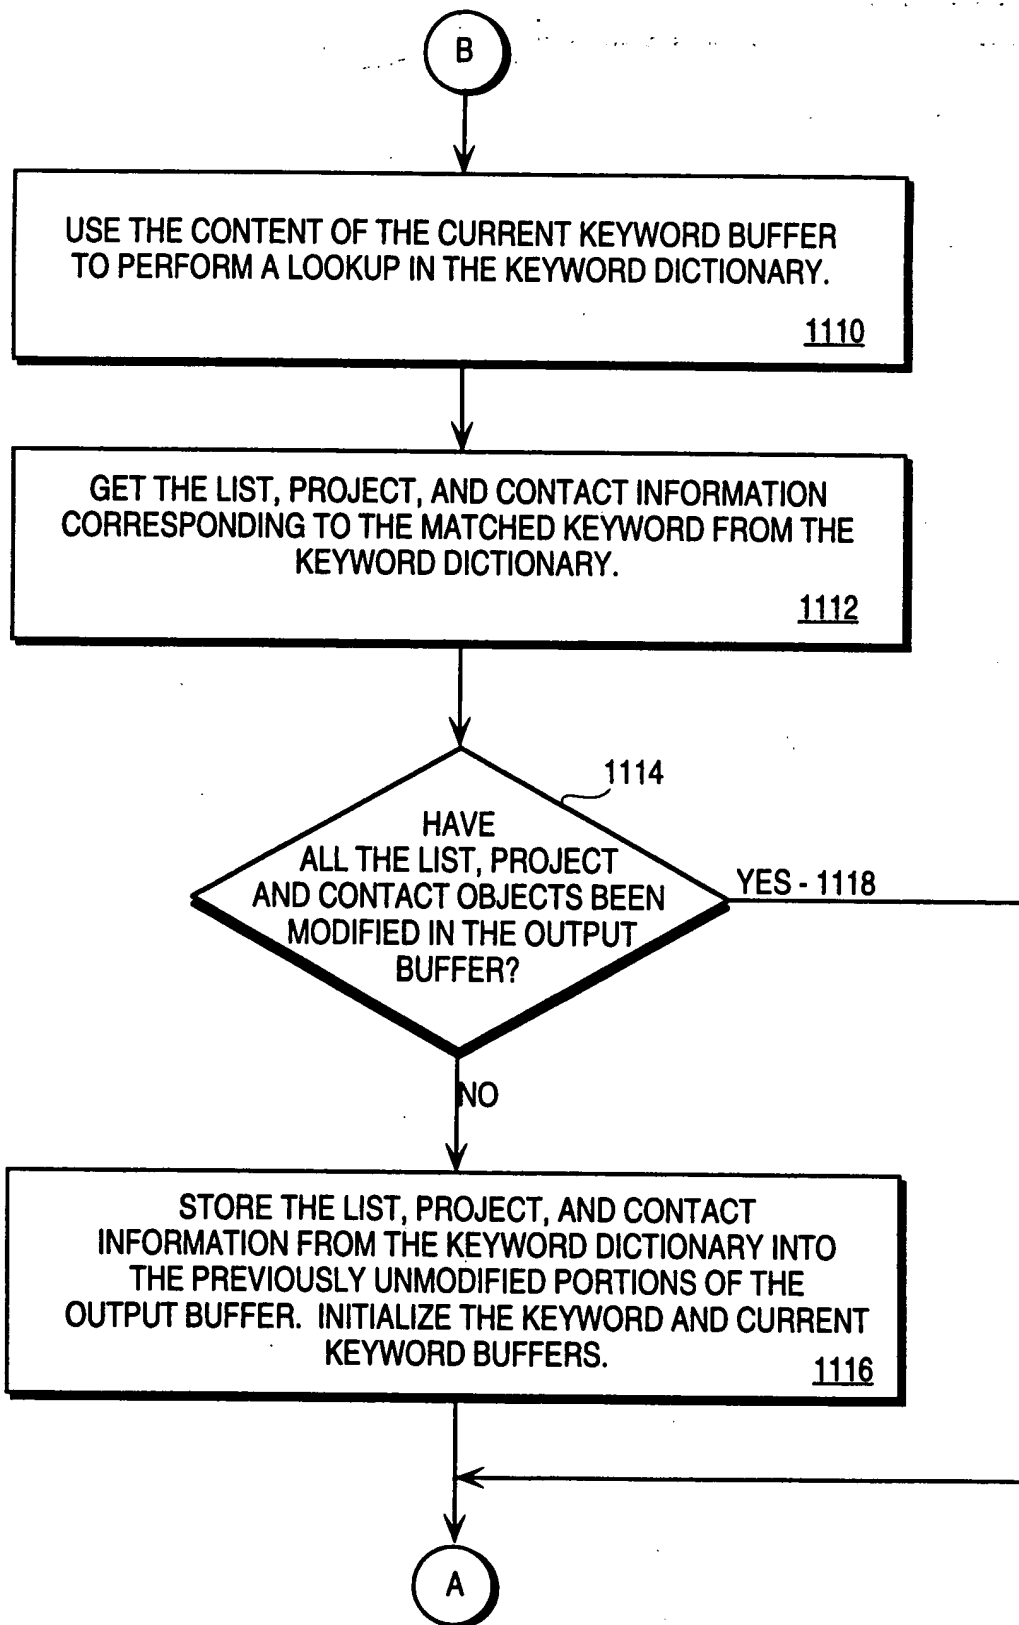 B
USE THE CONTENT OF THE CURRENT KEYWORD BUFFER
TO PERFORM A LOOKUP IN THE KEYWORD DICTIONARY.
1110
GET THE LIST, PROJECT, AND CONTACT INFORMATION
CORRESPONDING TO THE MATCHED KEYWORD FROM THE
KEYWORD DICTIONARY.
1112
1114
HAVE
ALL THE LIST, PROJECT
AND CONTACT OBJECTS BEEN
MODIFIED IN THE OUTPUT
BUFFER?
YES - 1118
NO
STORE THE LIST, PROJECT, AND CONTACT
INFORMATION FROM THE KEYWORD DICTIONARY INTO
THE PREVIOUSLY UNMODIFIED PORTIONS OF THE
OUTPUT BUFFER. INITIALIZE THE KEYWORD AND CURRENT
KEYWORD BUFFERS.
1116
A